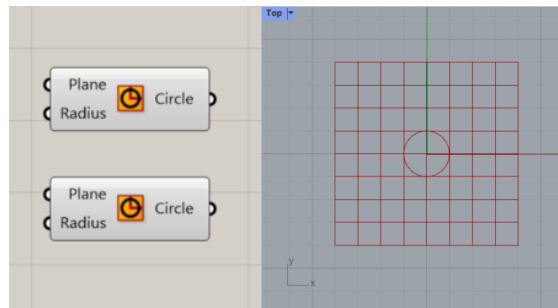 Plane
Radius
Circle
Plane
Radius
Circle
Top
y
x